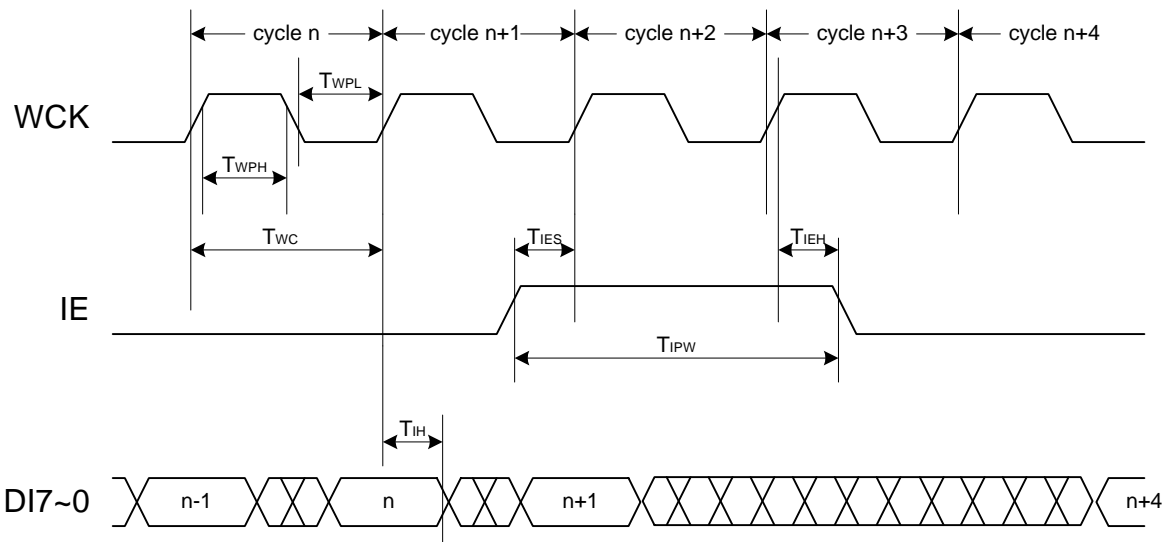 cycle n cycle n+1 cycle n+2 cycle n+3 cycle n+4
TWPL
WCK
TWPH
TWC TIES TIEH
IE
TIPW
TIH
DI7~0 n-1 n n+1 n+4